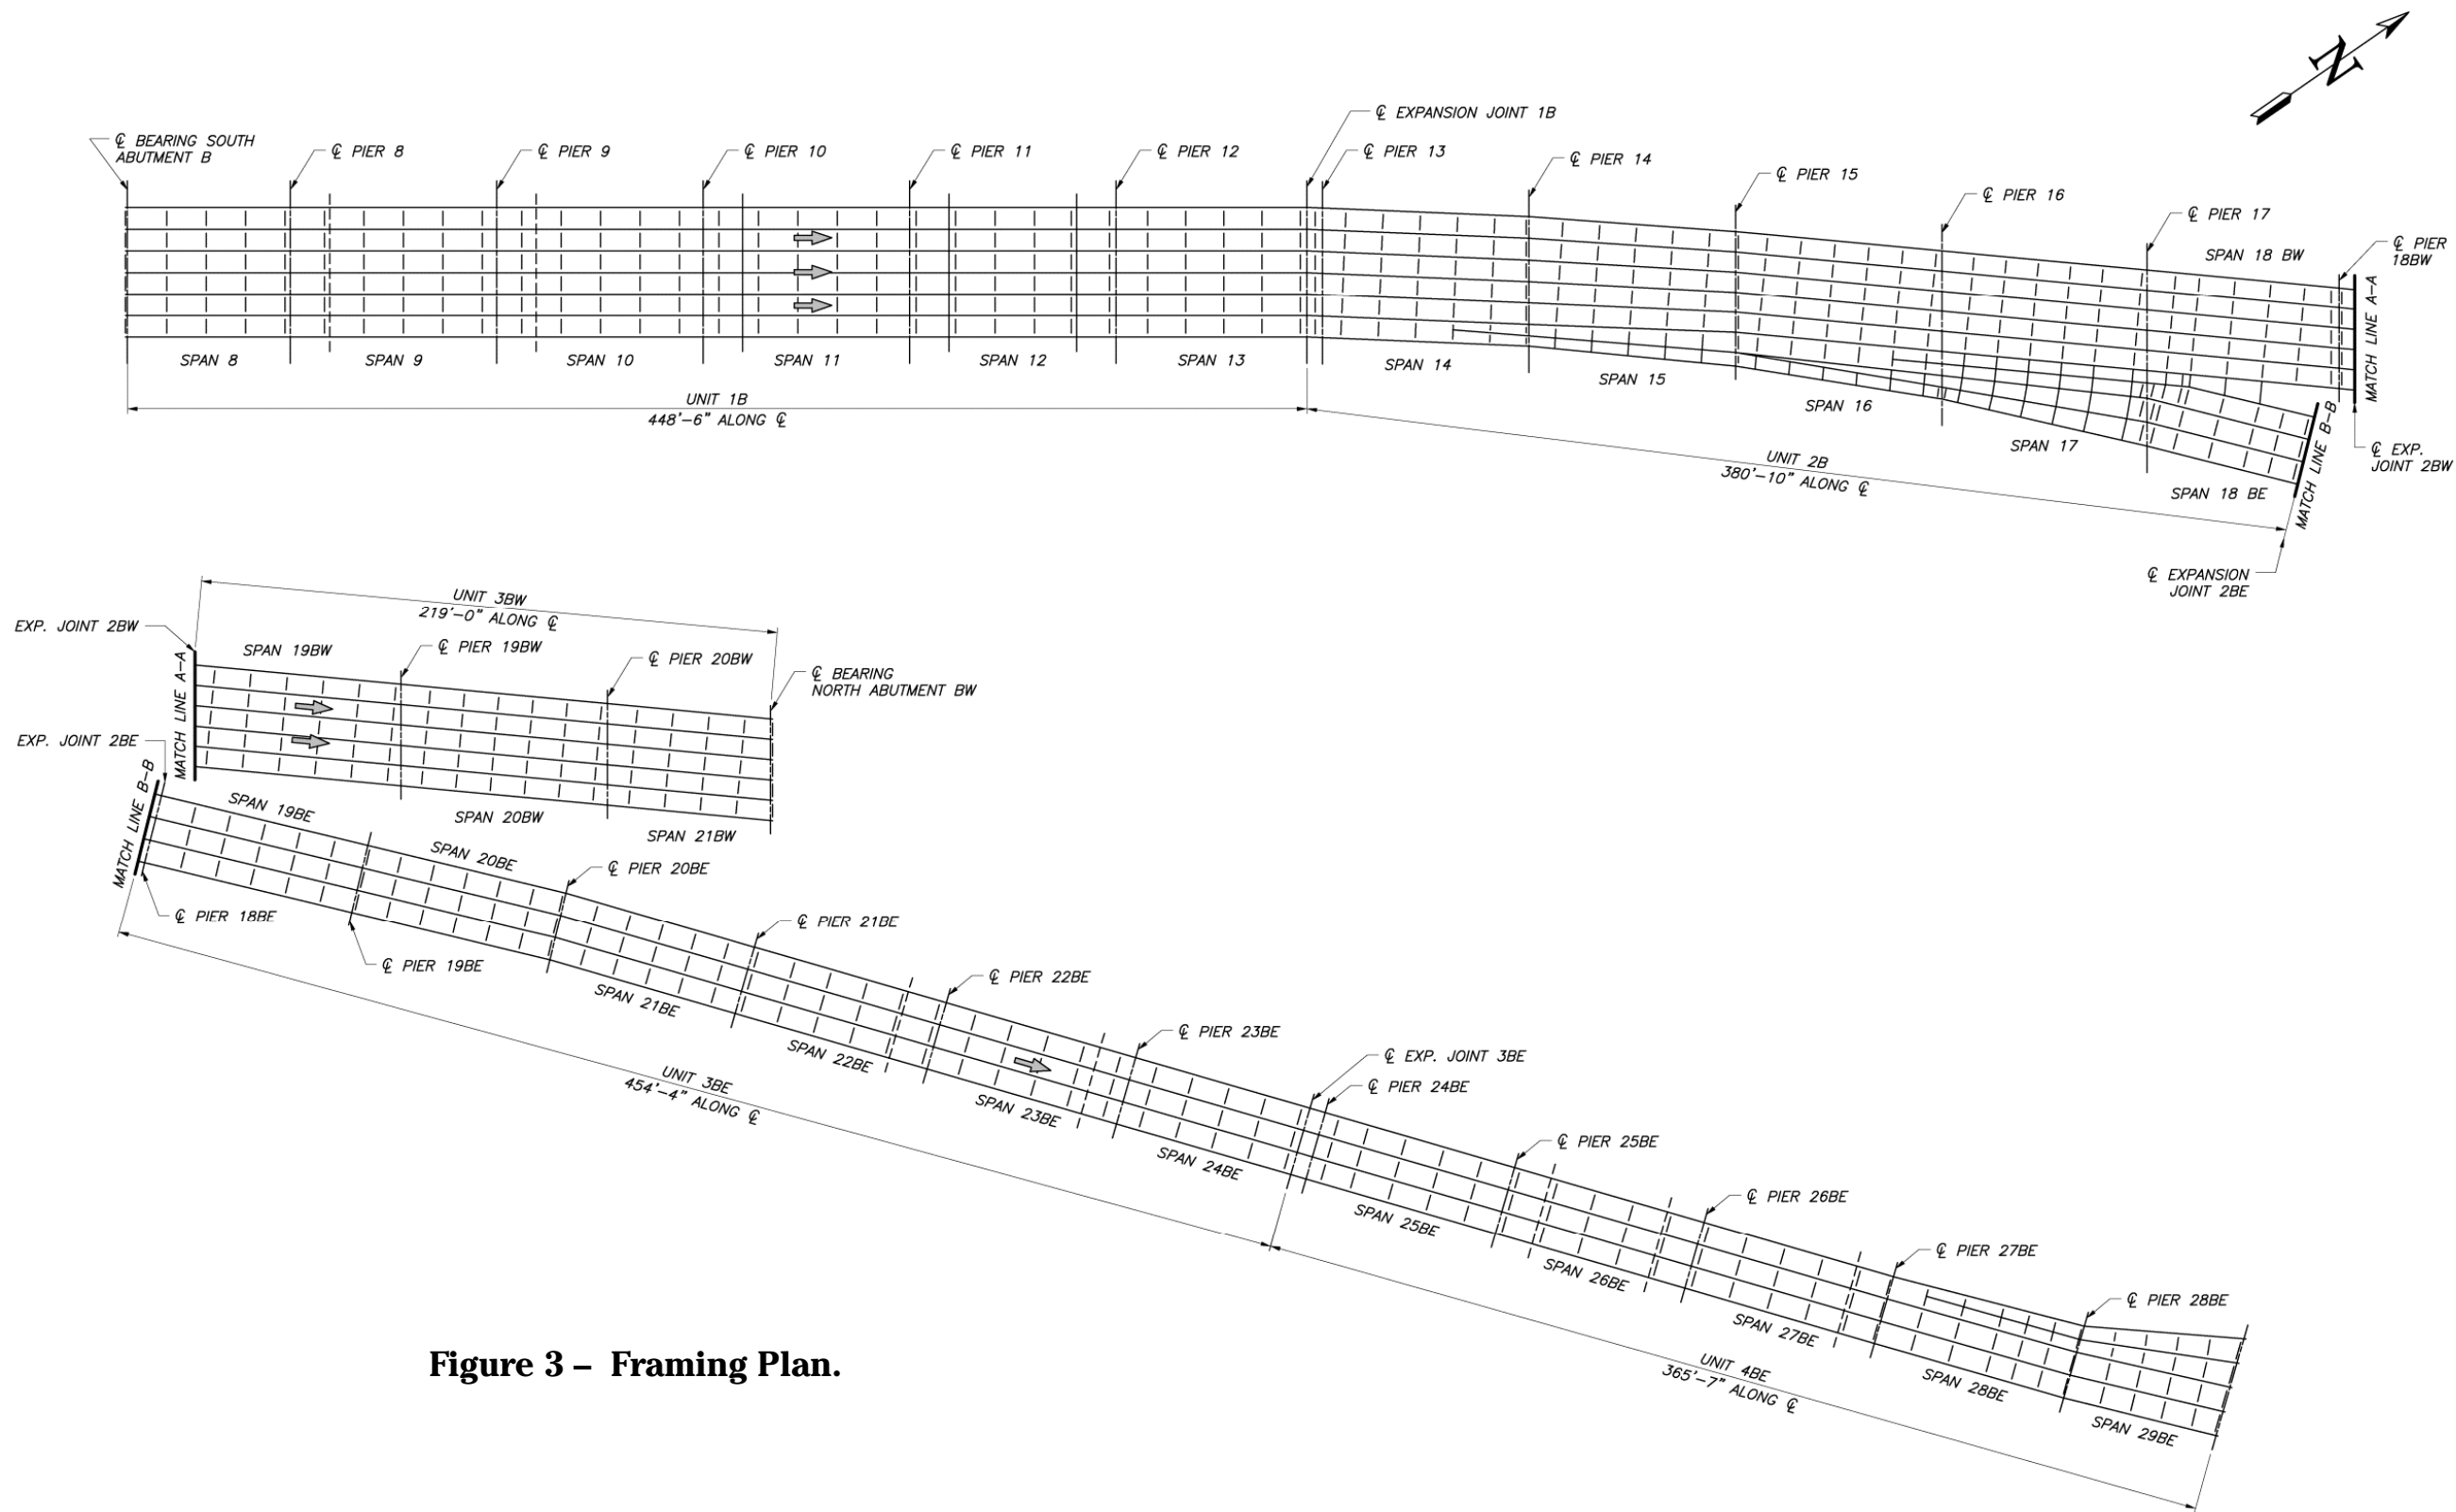 N
℄ EXPANSION JOINT 1B
℄ BEARING SOUTH
ABUTMENT B
℄ PIER 8
℄ PIER 9
℄ PIER 10
℄ PIER 11
℄ PIER 12
℄ PIER 13
℄ PIER 14
℄ PIER 15
℄ PIER 16
℄ PIER 17
SPAN 18 BW
℄ PIER
18BW
MATCH LINE A-A
SPAN 8
SPAN 9
SPAN 10
SPAN 11
SPAN 12
SPAN 13
SPAN 14
SPAN 15
SPAN 16
SPAN 17
SPAN 18 BE
MATCH LINE B-B
℄ EXP.
JOINT 2BW
UNIT 1B
448'-6" ALONG ℄
UNIT 2B
380'-10" ALONG ℄
℄ EXPANSION
JOINT 2BE
UNIT 3BW
219'-0" ALONG ℄
EXP. JOINT 2BW
SPAN 19BW
℄ PIER 19BW
℄ PIER 20BW
℄ BEARING
NORTH ABUTMENT BW
MATCH LINE A-A
EXP. JOINT 2BE
SPAN 20BW
SPAN 21BW
MATCH LINE B-B
SPAN 19BE
SPAN 20BE
℄ PIER 20BE
℄ PIER 18BE
℄ PIER 19BE
℄ PIER 21BE
SPAN 21BE
℄ PIER 22BE
SPAN 22BE
℄ PIER 23BE
SPAN 23BE
℄ EXP. JOINT 3BE
℄ PIER 24BE
UNIT 3BE
454'-4" ALONG ℄
SPAN 24BE
℄ PIER 25BE
SPAN 25BE
℄ PIER 26BE
SPAN 26BE
℄ PIER 27BE
SPAN 27BE
℄ PIER 28BE
SPAN 28BE
SPAN 29BE
UNIT 4BE
365'-7" ALONG ℄
Figure 3 – Framing Plan.